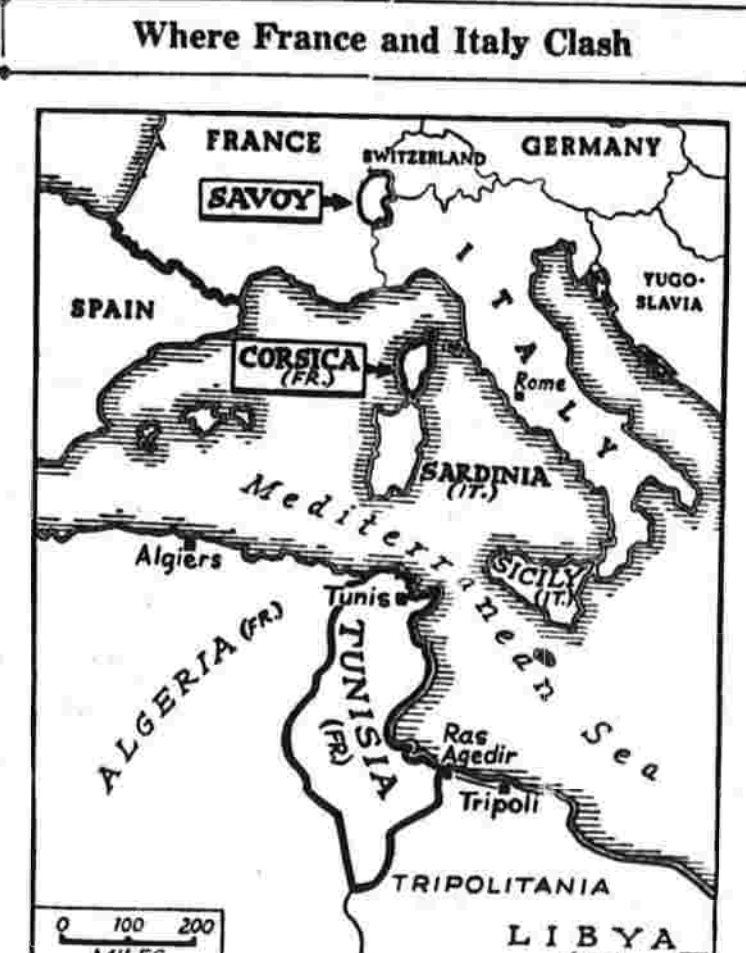 Where France and Italy Clash
FRANCE
SWITZERLAND
GERMANY
SAVOY
ITALY
YUGO-
SLAVIA
SPAIN
CORSICA
(FR.)
Rome
SARDINIA
(IT.)
Mediterranean Sea
Algiers
SICILY
(IT.)
Tunis
ALGERIA (FR.)
TUNISIA
(FR.)
Ras
Agedir
Tripoli
TRIPOLITANIA
LIBYA
0 100 200
MILES